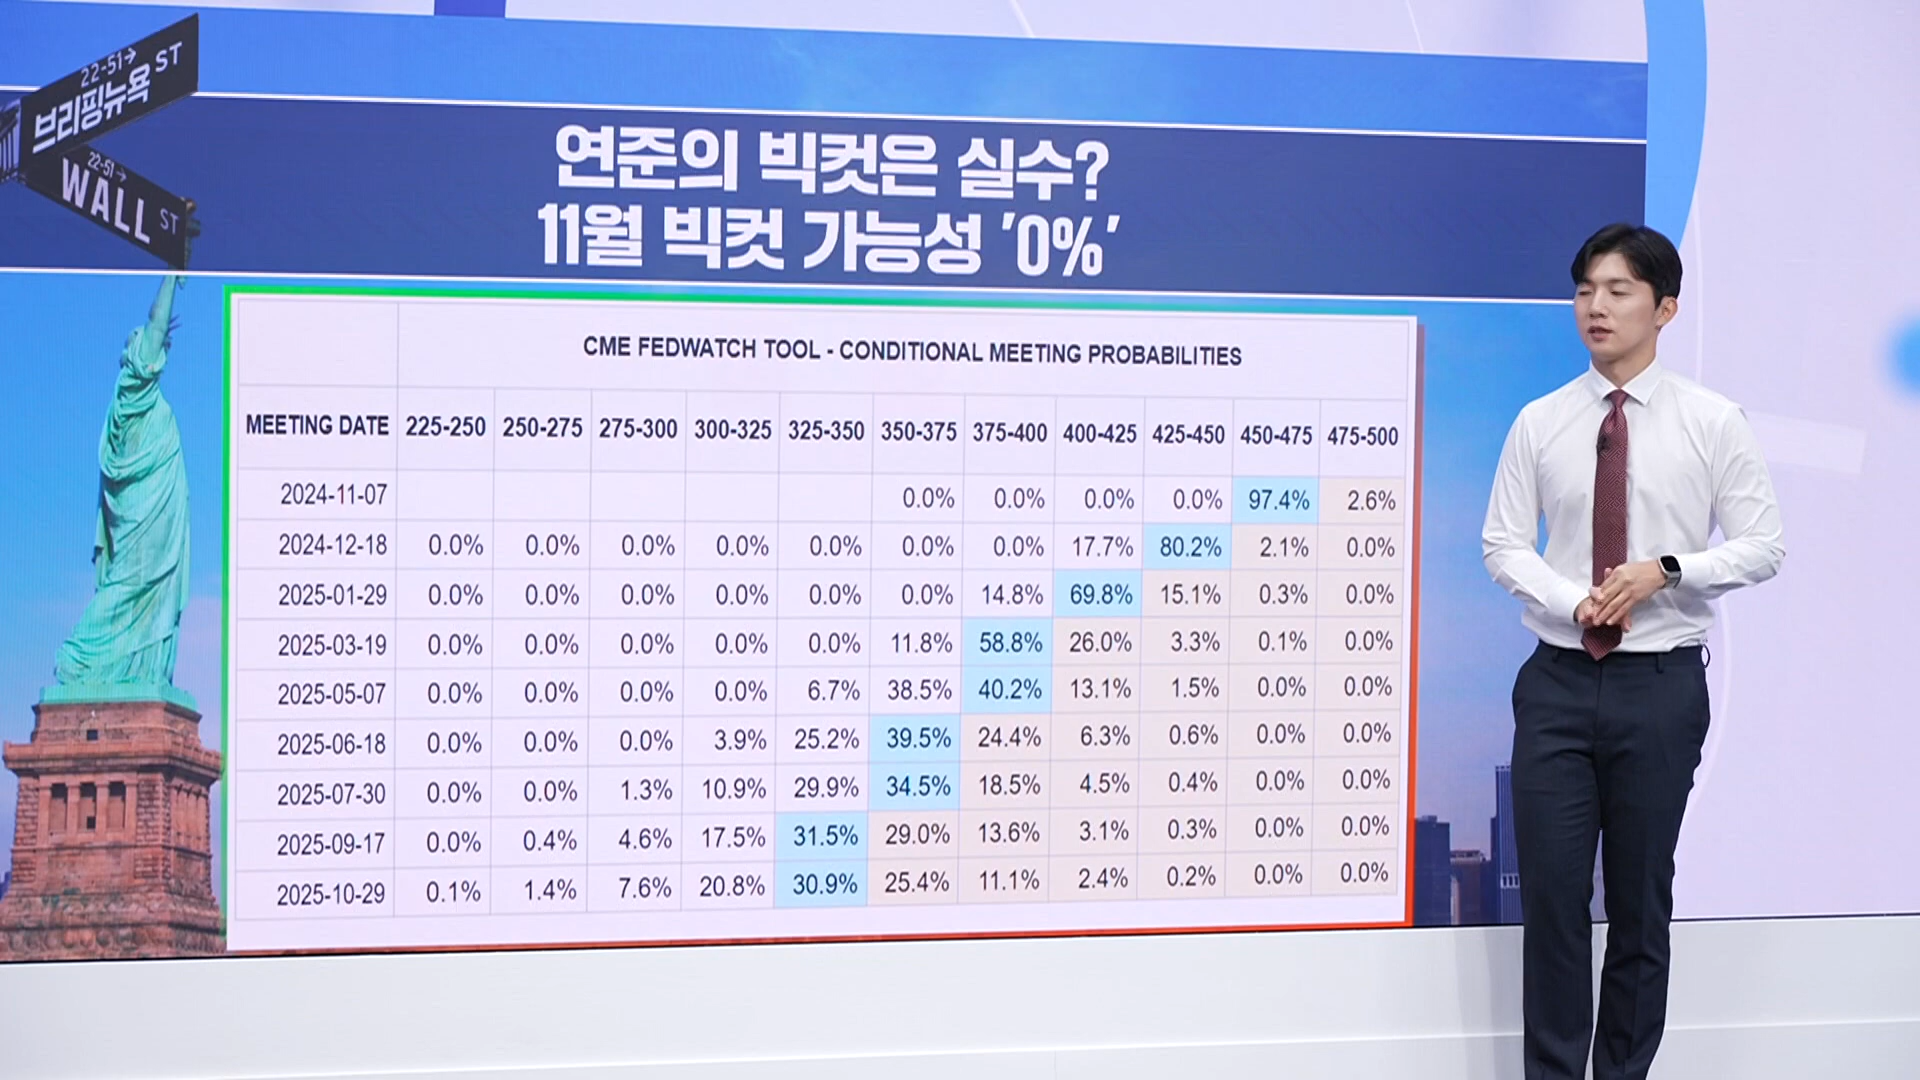 22-51→ ST
브리핑뉴욕
22-51→
WALL ST
연준의 빅컷은 실수?
11월 빅컷 가능성 '0%'
CME FEDWATCH TOOL - CONDITIONAL MEETING PROBABILITIES
MEETING DATE 225-250 250-275 275-300 300-325 325-350 350-375 375-400 400-425 425-450 450-475 475-500
2024-11-07 0.0% 0.0% 0.0% 0.0% 97.4% 2.6%
2024-12-18 0.0% 0.0% 0.0% 0.0% 0.0% 0.0% 0.0% 17.7% 80.2% 2.1% 0.0%
2025-01-29 0.0% 0.0% 0.0% 0.0% 0.0% 0.0% 14.8% 69.8% 15.1% 0.3% 0.0%
2025-03-19 0.0% 0.0% 0.0% 0.0% 0.0% 11.8% 58.8% 26.0% 3.3% 0.1% 0.0%
2025-05-07 0.0% 0.0% 0.0% 0.0% 6.7% 38.5% 40.2% 13.1% 1.5% 0.0% 0.0%
2025-06-18 0.0% 0.0% 0.0% 3.9% 25.2% 39.5% 24.4% 6.3% 0.6% 0.0% 0.0%
2025-07-30 0.0% 0.0% 1.3% 10.9% 29.9% 34.5% 18.5% 4.5% 0.4% 0.0% 0.0%
2025-09-17 0.0% 0.4% 4.6% 17.5% 31.5% 29.0% 13.6% 3.1% 0.3% 0.0% 0.0%
2025-10-29 0.1% 1.4% 7.6% 20.8% 30.9% 25.4% 11.1% 2.4% 0.2% 0.0% 0.0%